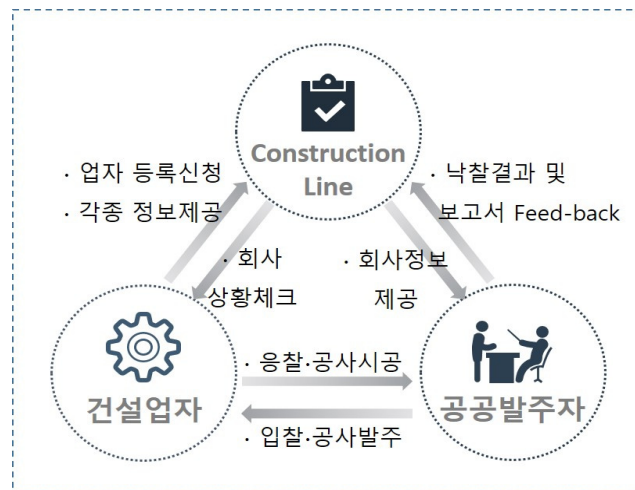 Construction
Line
· 업자 등록신청
· 각종 정보제공
· 낙찰결과 및
보고서 Feed-back
· 회사
상황체크
· 회사정보
제공
건설업자
· 응찰·공사시공
· 입찰·공사발주
공공발주자